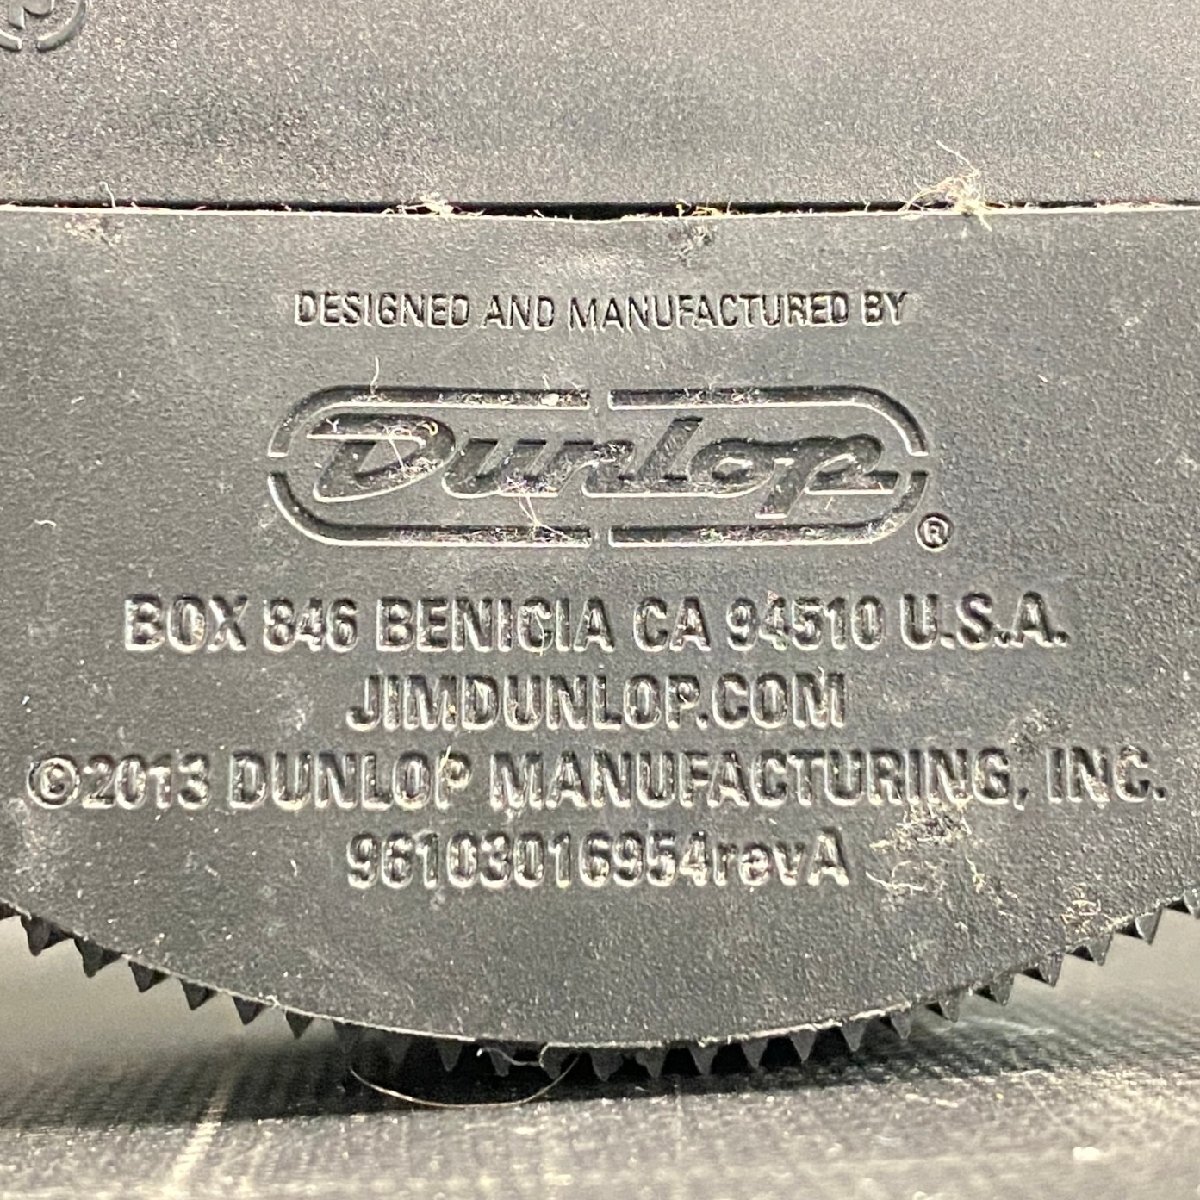 DESIGNED AND MANUFACTURED BY
Dunlop®
BOX 846 BENICIA CA 94510 U.S.A.
JIMDUNLOP.COM
©2013 DUNLOP MANUFACTURING, INC.
96103016954revA